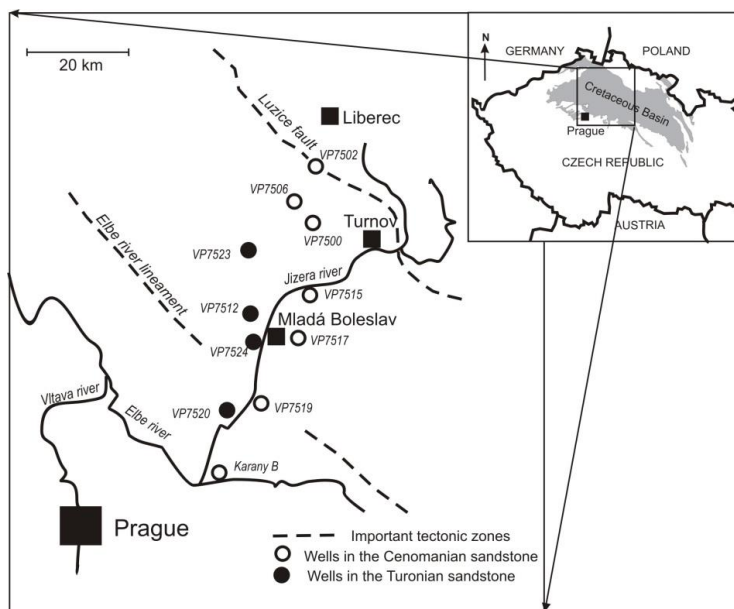 20 km
Luzice fault
Liberec
VP7502
VP7506
VP7500
Turnov
VP7523
Elbe river lineament
Jizera river
VP7515
VP7512
Mladá Boleslav
VP7517
VP7524
Vltava river
Elbe river
VP7520
VP7519
Karany B
Prague
Important tectonic zones
Wells in the Cenomanian sandstone
Wells in the Turonian sandstone
GERMANY
POLAND
N
Cretaceous Basin
Prague
CZECH REPUBLIC
AUSTRIA